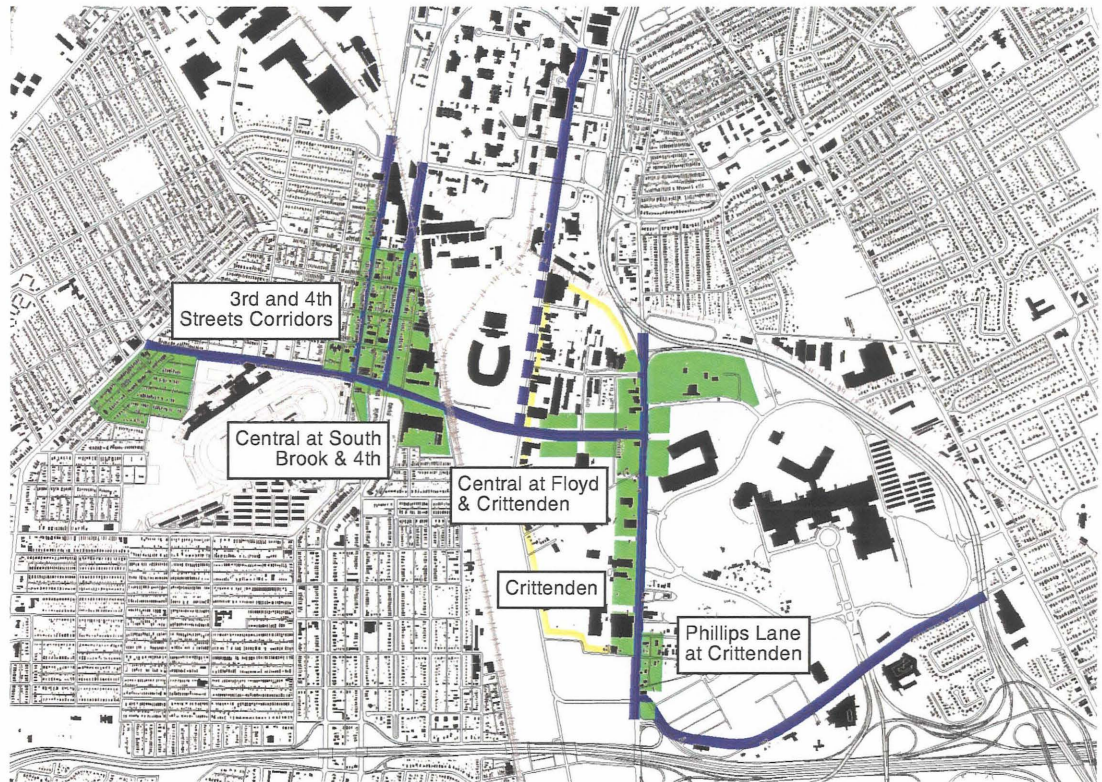 3rd and 4th
Streets Corridors
Central at South
Brook & 4th
Central at Floyd
& Crittenden
Crittenden
Phillips Lane
at Crittenden